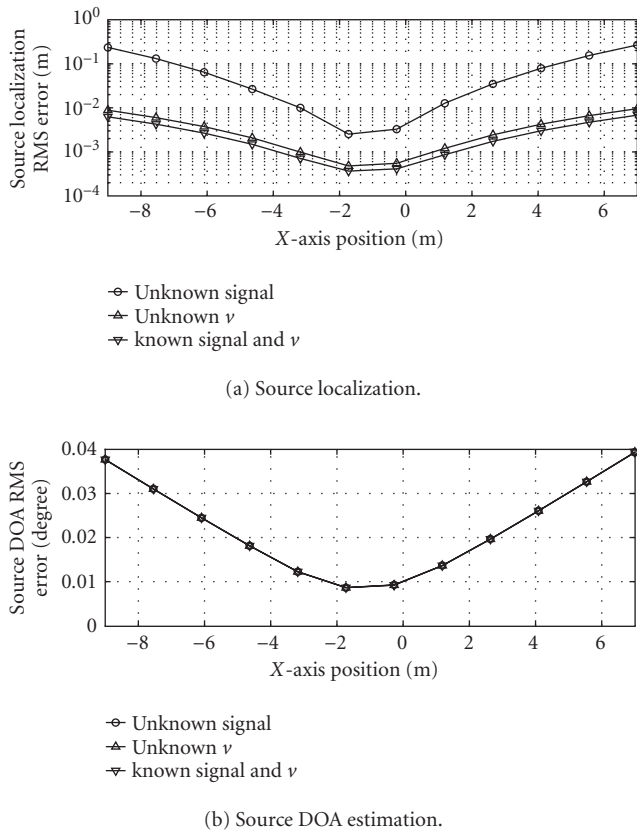 Source localization
RMS error (m)
10⁰
10⁻¹
10⁻²
10⁻³
10⁻⁴
−8 −6 −4 −2 0 2 4 6
X-axis position (m)
Unknown signal
Unknown ν
known signal and ν
(a) Source localization.
Source DOA RMS
error (degree)
0.04
0.03
0.02
0.01
0
−8 −6 −4 −2 0 2 4 6
X-axis position (m)
Unknown signal
Unknown ν
known signal and ν
(b) Source DOA estimation.